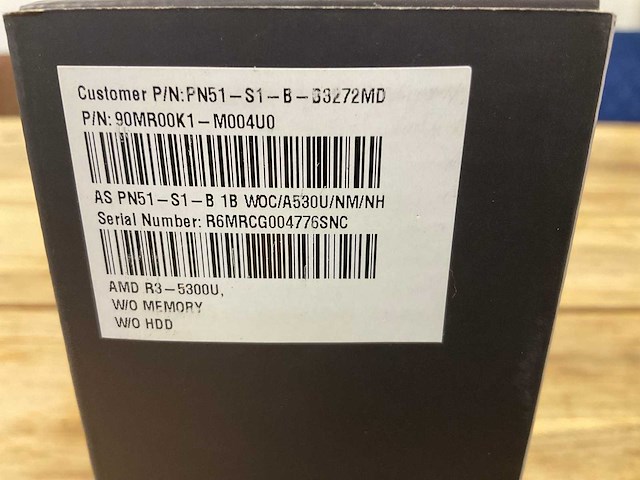 Customer P/N:PN51-S1-B-B3272MD
P/N: 90MR00K1-M004U0
AS PN51-S1-B 1B WOC/A530U/NM/NH
Serial Number: R6MRCG004776SNC
AMD R3-5300U,
W/O MEMORY
W/O HDD